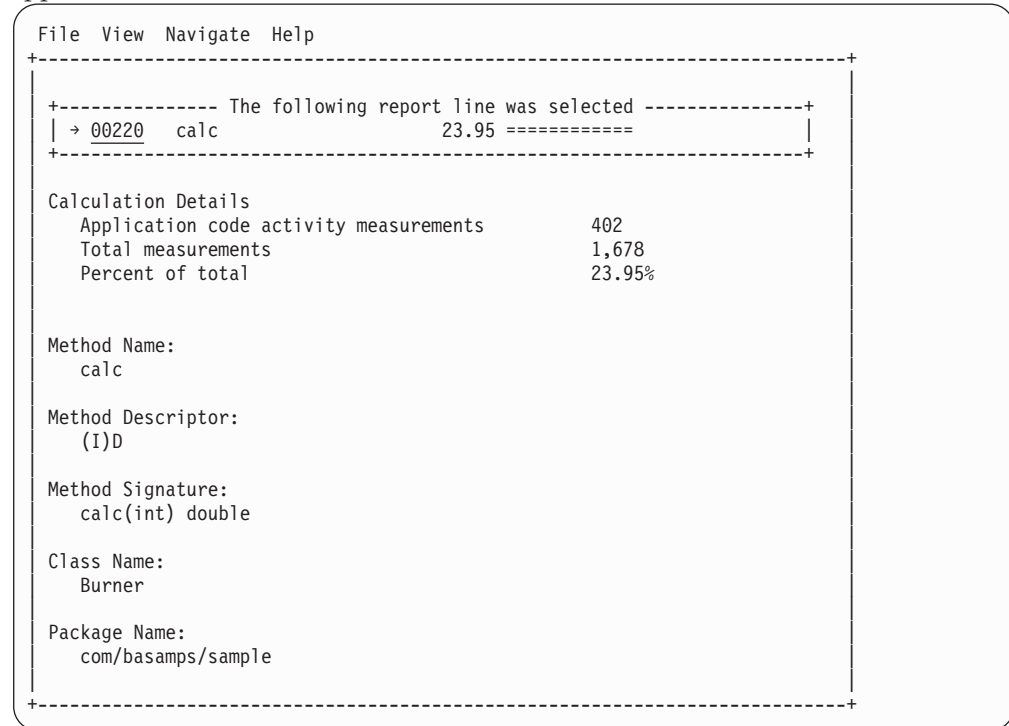 File View Navigate Help
+----------------------------------------------------------------------------+
+--------------- The following report line was selected ---------------+
| → 00220 calc 23.95 ============ |
+----------------------------------------------------------------------+
Calculation Details
Application code activity measurements 402
Total measurements 1,678
Percent of total 23.95%
Method Name:
calc
Method Descriptor:
(I)D
Method Signature:
calc(int) double
Class Name:
Burner
Package Name:
com/basamps/sample
+----------------------------------------------------------------------------+